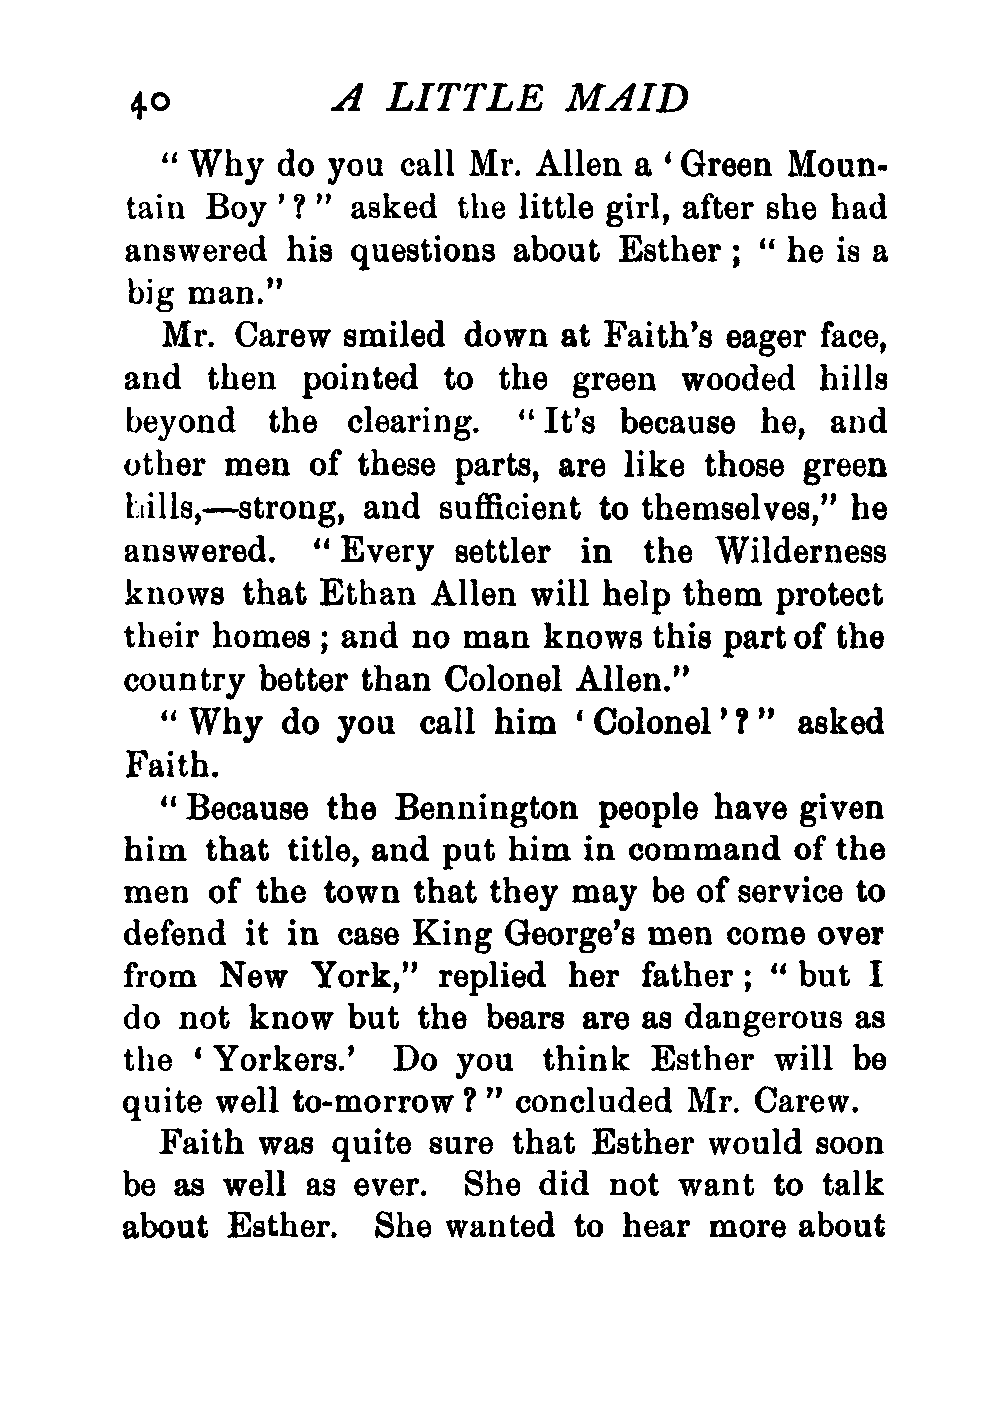 40 A LITTLE MAID
“ Why do you call Mr. Allen a ‘ Green Moun-
tain Boy ’ ? ” asked the little girl, after she had
answered his questions about Esther ; “ he is a
big man.”
Mr. Carew smiled down at Faith’s eager face,
and then pointed to the green wooded hills
beyond the clearing. “ It’s because he, and
other men of these parts, are like those green
hills,—strong, and sufficient to themselves,” he
answered. “ Every settler in the Wilderness
knows that Ethan Allen will help them protect
their homes ; and no man knows this part of the
country better than Colonel Allen.”
“ Why do you call him ‘ Colonel ’ ? ” asked
Faith.
“ Because the Bennington people have given
him that title, and put him in command of the
men of the town that they may be of service to
defend it in case King George’s men come over
from New York,” replied her father ; “ but I
do not know but the bears are as dangerous as
the ‘ Yorkers.’ Do you think Esther will be
quite well to-morrow ? ” concluded Mr. Carew.
Faith was quite sure that Esther would soon
be as well as ever. She did not want to talk
about Esther. She wanted to hear more about